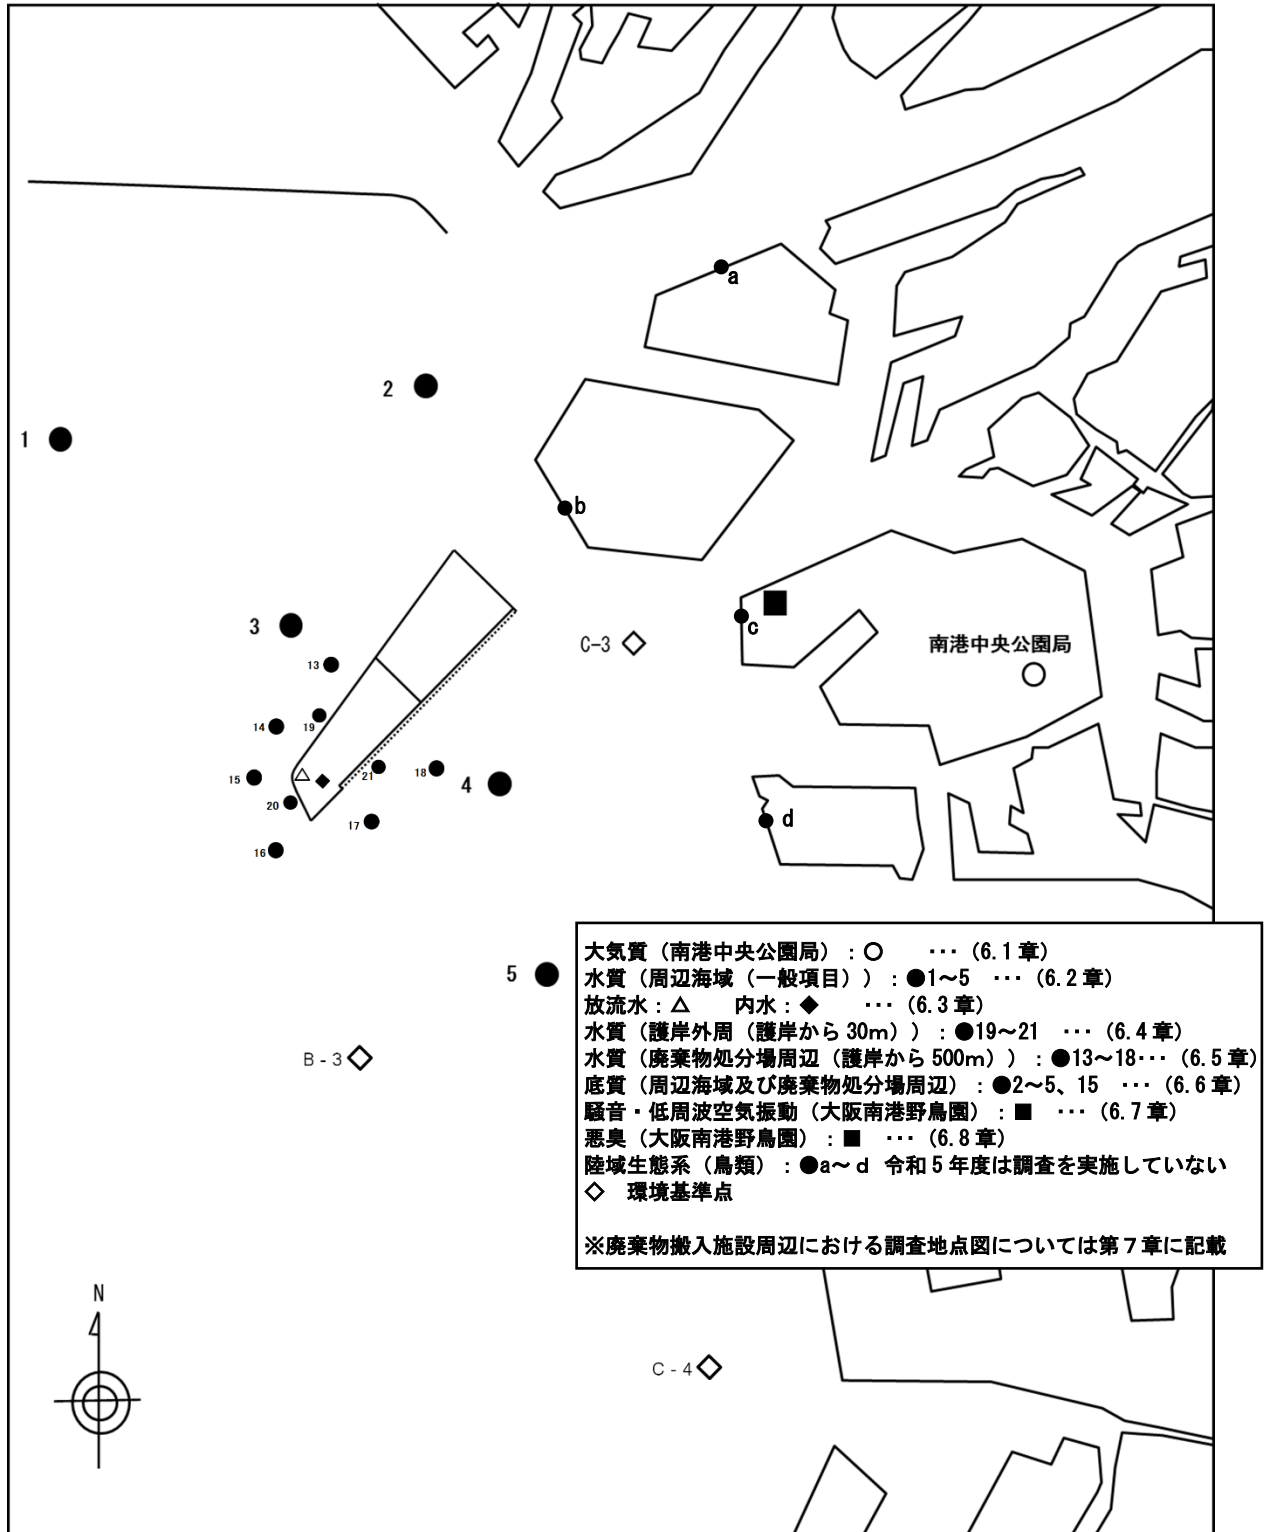 a
2
1
b
3
C-3
c
南港中央公園局
13
14
19
15
21
18
4
20
17
d
16
大気質（南港中央公園局）：○　　･･･（6.1章）
5
水質（周辺海域（一般項目））：●1～5　･･･（6.2章）
放流水：△　　内水：◆　　･･･（6.3章）
水質（護岸外周（護岸から30m））：●19～21　･･･（6.4章）
水質（廃棄物処分場周辺（護岸から500m））：●13～18･･･（6.5章）
B-3
底質（周辺海域及び廃棄物処分場周辺）：●2～5、15　･･･（6.6章）
騒音・低周波空気振動（大阪南港野鳥園）：■　･･･（6.7章）
悪臭（大阪南港野鳥園）：■　･･･（6.8章）
陸域生態系（鳥類）：●a～ｄ 令和5年度は調査を実施していない
◇　環境基準点
※廃棄物搬入施設周辺における調査地点図については第７章に記載
N
C-4